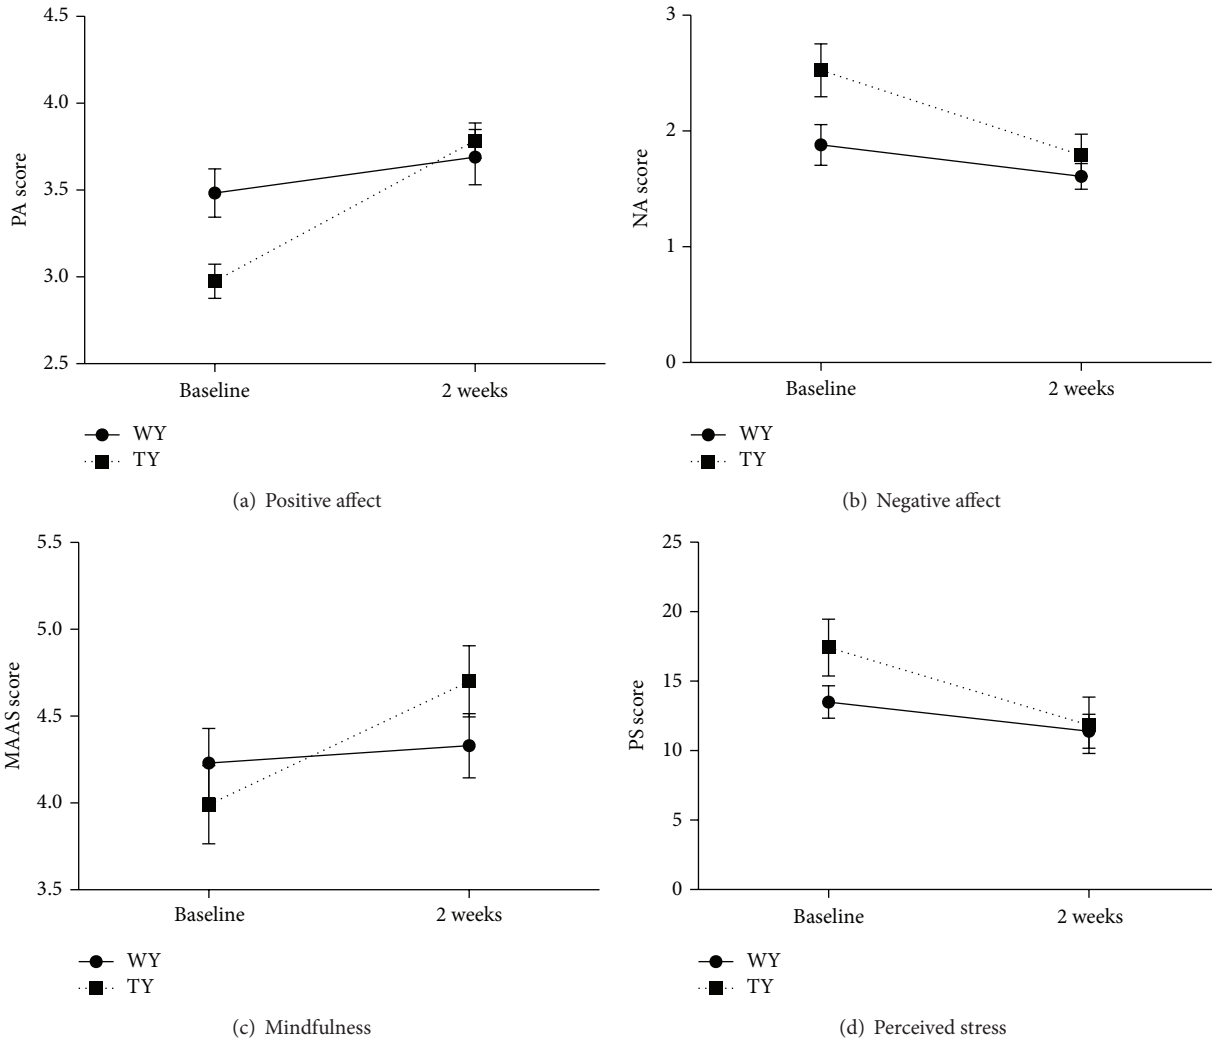 4.5
4.0
3.5
3.0
2.5
PA score
Baseline
2 weeks
WY
TY
(a) Positive affect
3
2
1
0
NA score
Baseline
2 weeks
WY
TY
(b) Negative affect
5.5
5.0
4.5
4.0
3.5
MAAS score
Baseline
2 weeks
WY
TY
(c) Mindfulness
25
20
15
10
5
0
PS score
Baseline
2 weeks
WY
TY
(d) Perceived stress